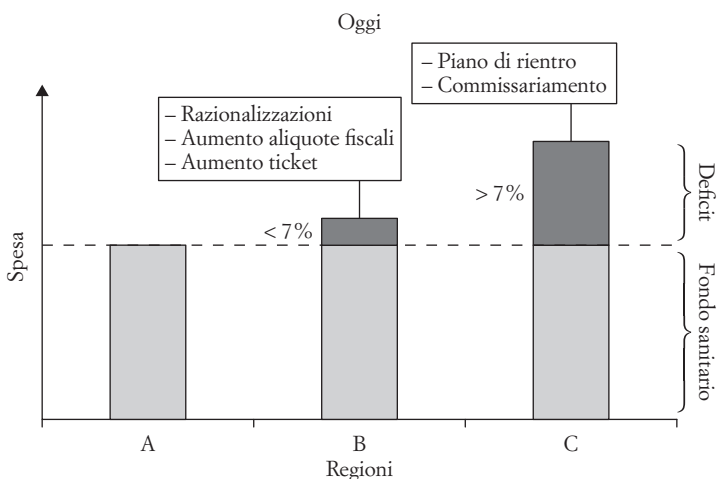 Oggi
– Piano di rientro
– Commissariamento
– Razionalizzazioni
– Aumento aliquote fiscali
– Aumento ticket
> 7%
< 7%
Spesa
Deficit
Fondo sanitario
A
B
C
Regioni